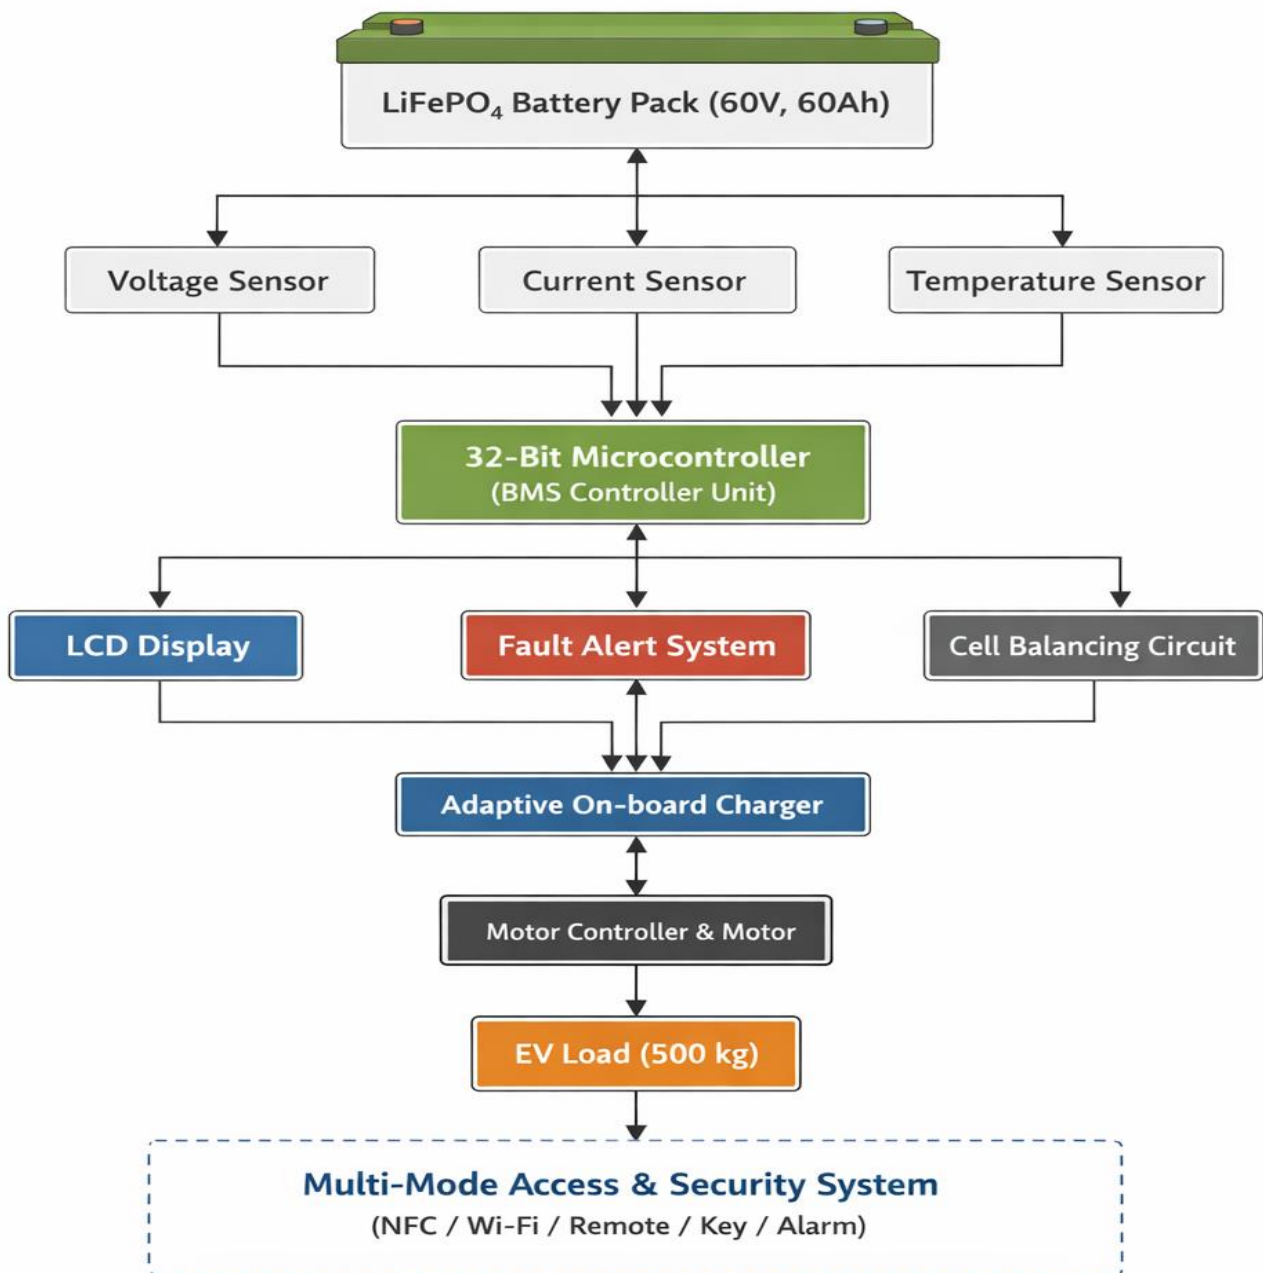 LiFePO₄ Battery Pack (60V, 60Ah)
Voltage Sensor
Current Sensor
Temperature Sensor
32-Bit Microcontroller
(BMS Controller Unit)
LCD Display
Fault Alert System
Cell Balancing Circuit
Adaptive On-board Charger
Motor Controller & Motor
EV Load (500 kg)
Multi-Mode Access & Security System
(NFC / Wi-Fi / Remote / Key / Alarm)